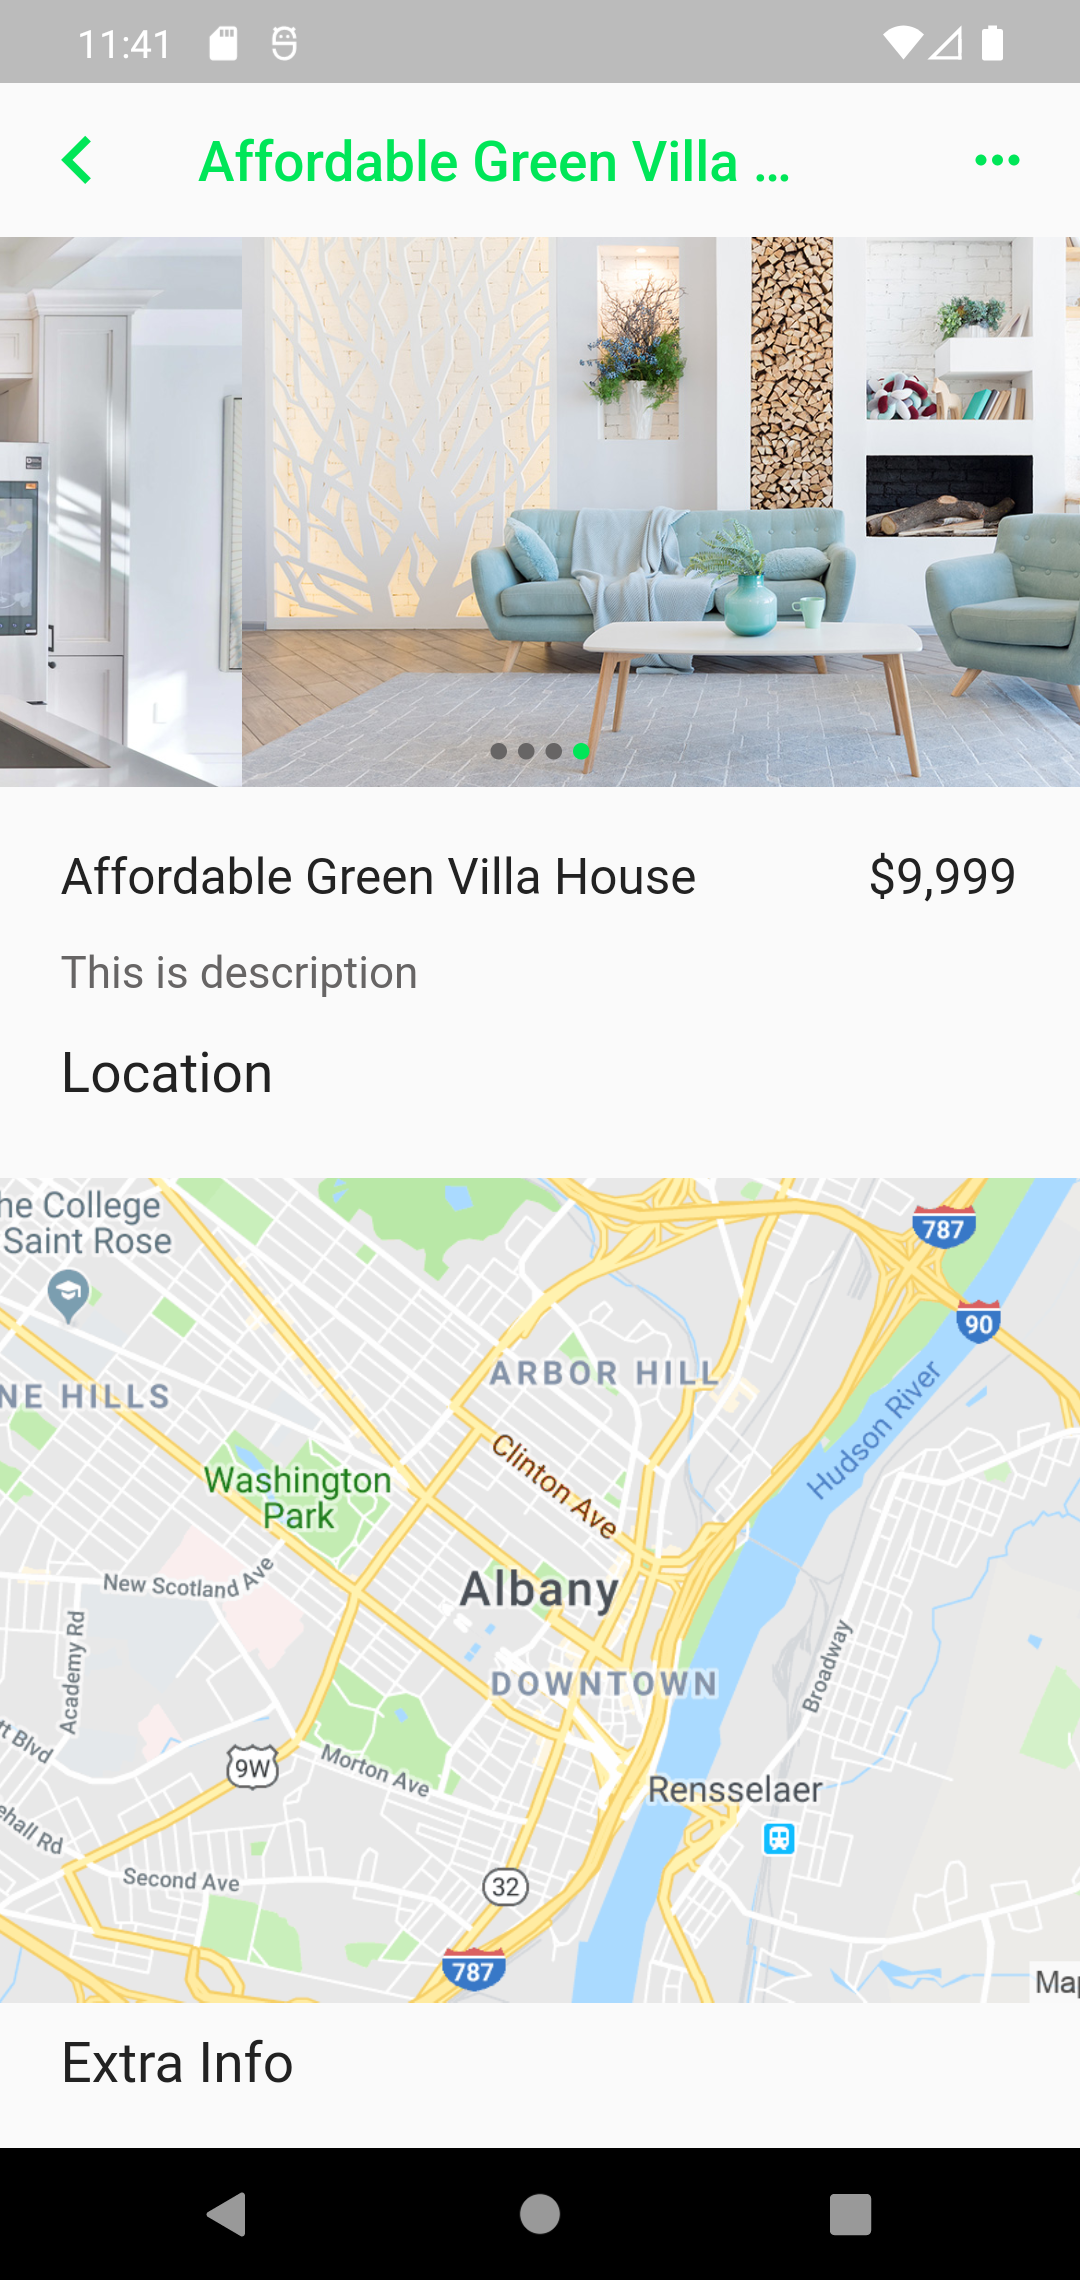 11:41
Affordable Green Villa ...
Affordable Green Villa House
$9,999
This is description
Location
he College
Saint Rose
787
90
ARBOR HILL
NE HILLS
Hudson River
Clinton Ave
Washington
Park
New Scotland Ave
Albany
Academy Rd
DOWNTOWN
Broadway
tt Blvd
9W
Morton Ave
Rensselaer
ehall Rd
Second Ave
32
787
Map
Extra Info